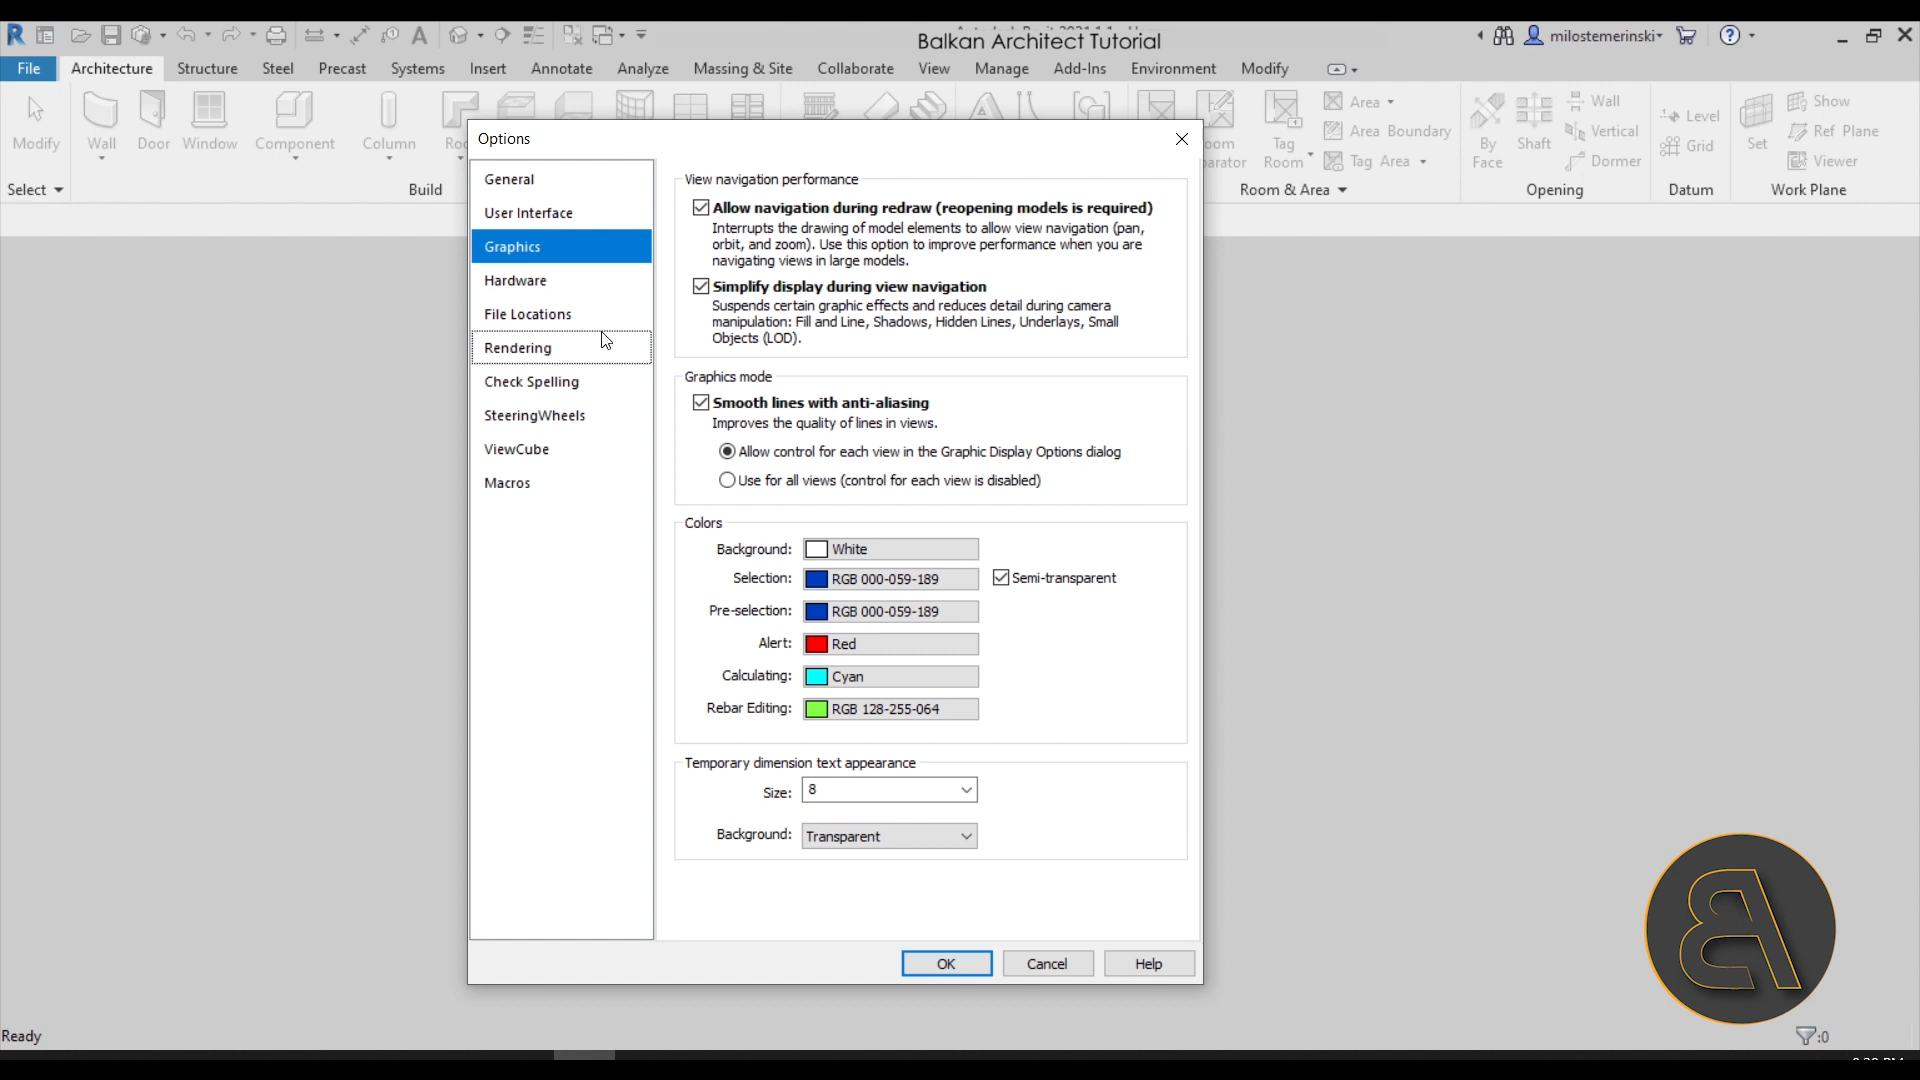 Balkan Architect Tutorial
milostemerinski
File
Architecture
Structure
Steel
Precast
Systems
Insert
Annotate
Analyze
Massing & Site
Collaborate
View
Manage
Add-Ins
Environment
Modify
Modify
Wall
Door
Window
Component
Column
Tag
Room
Area
Area Boundary
Tag Area
By
Face
Shaft
Wall
Vertical
Dormer
Level
Grid
Set
Show
Ref Plane
Viewer
Select
Build
Room & Area
Opening
Datum
Work Plane
Options
General
User Interface
Graphics
Hardware
File Locations
Rendering
Check Spelling
SteeringWheels
ViewCube
Macros
View navigation performance
Allow navigation during redraw (reopening models is required)
Interrupts the drawing of model elements to allow view navigation (pan,
orbit, and zoom). Use this option to improve performance when you are
navigating views in large models.
Simplify display during view navigation
Suspends certain graphic effects and reduces detail during camera
manipulation: Fill and Line, Shadows, Hidden Lines, Underlays, Small
Objects (LOD).
Graphics mode
Smooth lines with anti-aliasing
Improves the quality of lines in views.
Allow control for each view in the Graphic Display Options dialog
Use for all views (control for each view is disabled)
Colors
Background: White
Selection: RGB 000-059-189 Semi-transparent
Pre-selection: RGB 000-059-189
Alert: Red
Calculating: Cyan
Rebar Editing: RGB 128-255-064
Temporary dimension text appearance
Size: 8
Background: Transparent
OK Cancel Help
Ready
:0